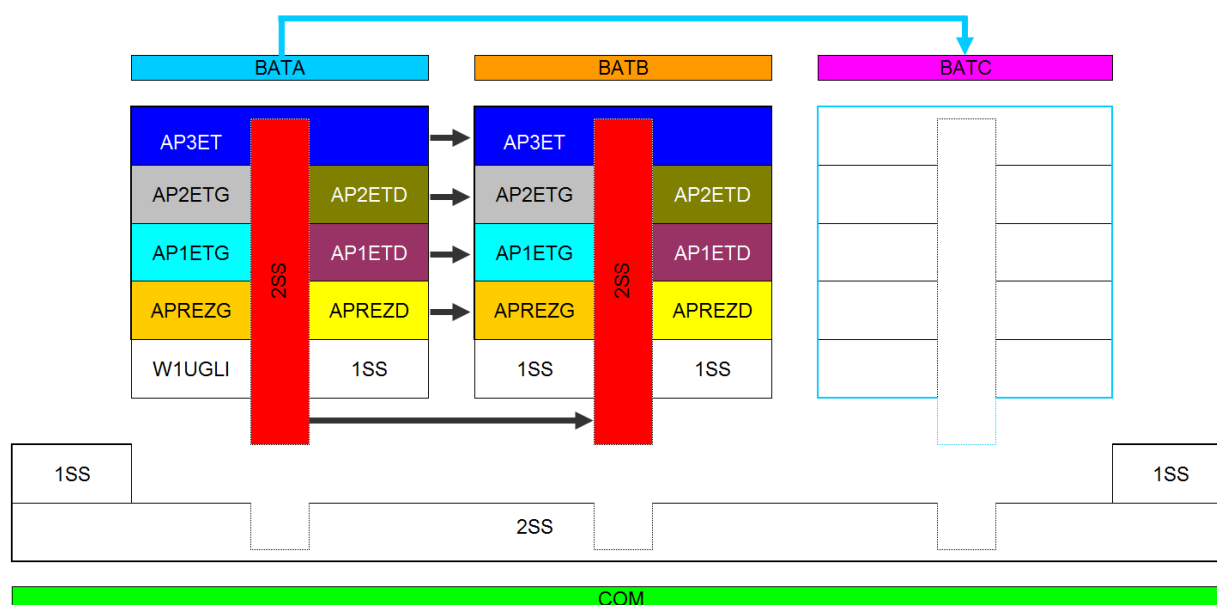 BATA BATB BATC
AP3ET AP3ET
AP2ETG AP2ETD AP2ETG AP2ETD
AP1ETG AP1ETD AP1ETG AP1ETD
2SS 2SS
APREZG APREZD APREZG APREZD
W1UGLI 1SS 1SS 1SS
1SS 1SS
2SS
COM